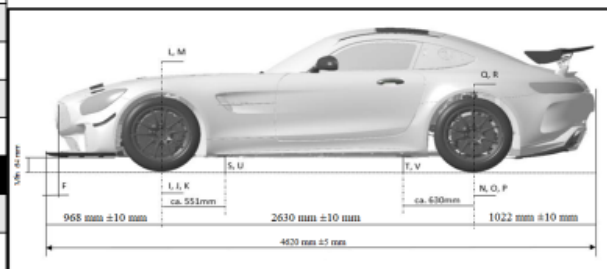 L, M
Q, R
S, U
T, V
F
I, J, K
N, O, P
ca. 551mm
ca. 630mm
968 mm ±10 mm
2630 mm ±10 mm
1022 mm ±10 mm
4620 mm ±5 mm